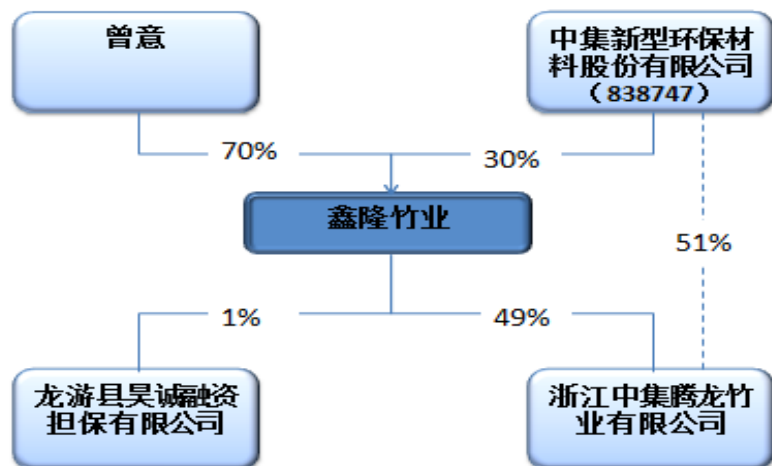 曾意
中集新型环保材
料股份有限公司
（838747）
70%
30%
鑫隆竹业
51%
1%
49%
龙游县昊诚融资
担保有限公司
浙江中集腾龙竹
业有限公司